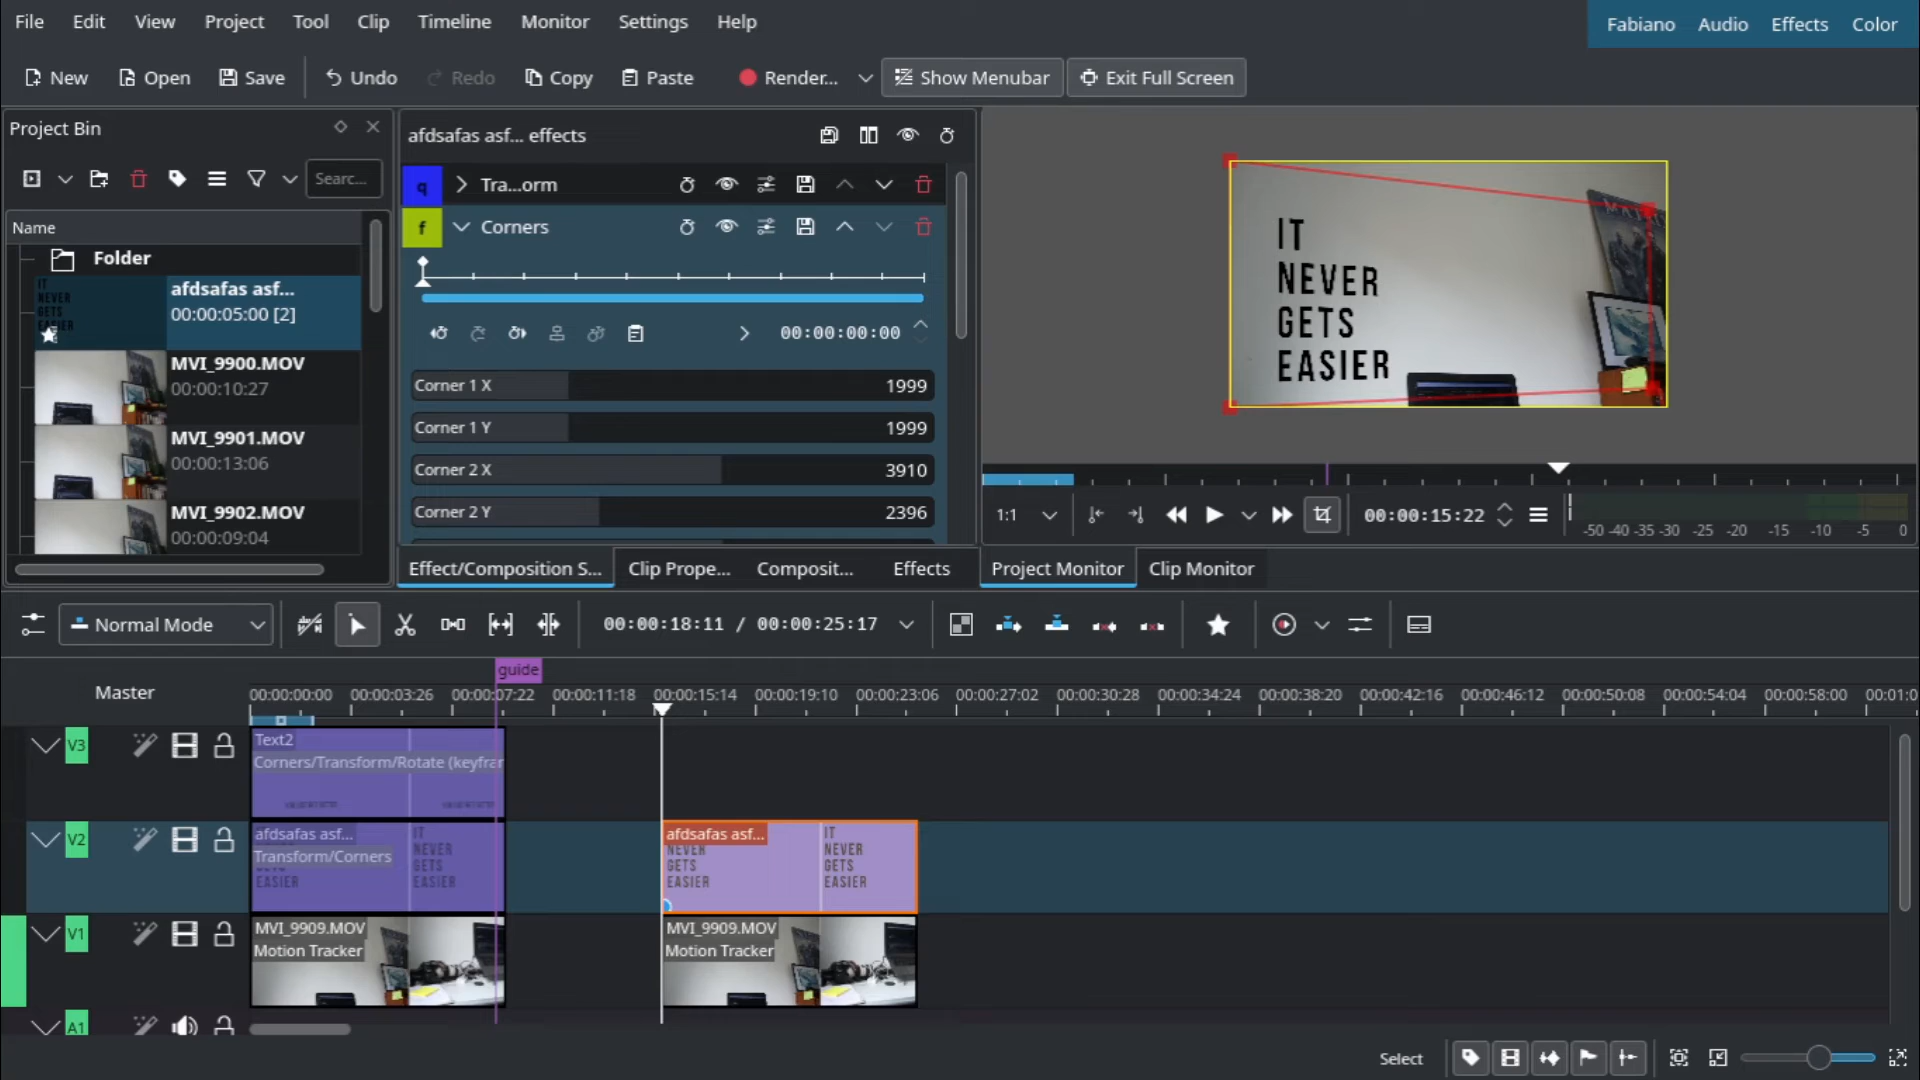 File Edit View Project Tool Clip Timeline Monitor Settings Help
Fabiano Audio Effects Color
New Open Save Undo Redo Copy Paste Render... Show Menubar Exit Full Screen
Project Bin
Searc...
Name
Folder
afdsafas asf...
00:00:05:00 [2]
MVI_9900.MOV
00:00:10:27
MVI_9901.MOV
00:00:13:06
MVI_9902.MOV
00:00:09:04
IT
NEVER
GETS
EASIER
afdsafas asf... effects
q Tra...orm
f Corners
00:00:00:00
Corner 1 X 1999
Corner 1 Y 1999
Corner 2 X 3910
Corner 2 Y 2396
Effect/Composition S... Clip Prope... Composit... Effects
IT
NEVER
GETS
EASIER
1:1 00:00:15:22
-50 -40 -35 -30 -25 -20 -15 -10 -5 0
Project Monitor Clip Monitor
Normal Mode 00:00:18:11 / 00:00:25:17
guide
Master
00:00:00:00 00:00:03:26 00:00:07:22 00:00:11:18 00:00:15:14 00:00:19:10 00:00:23:06 00:00:27:02 00:00:30:28 00:00:34:24 00:00:38:20 00:00:42:16 00:00:46:12 00:00:50:08 00:00:54:04 00:00:58:00 00:01:0
V3
Text2
Corners/Transform/Rotate (keyfrar
V2
afdsafas asf...
Transform/Corners
EASIER
IT
NEVER
GETS
EASIER
afdsafas asf...
NEVER
GETS
EASIER
IT
NEVER
GETS
EASIER
V1
MVI_9909.MOV
Motion Tracker
MVI_9909.MOV
Motion Tracker
A1
Select